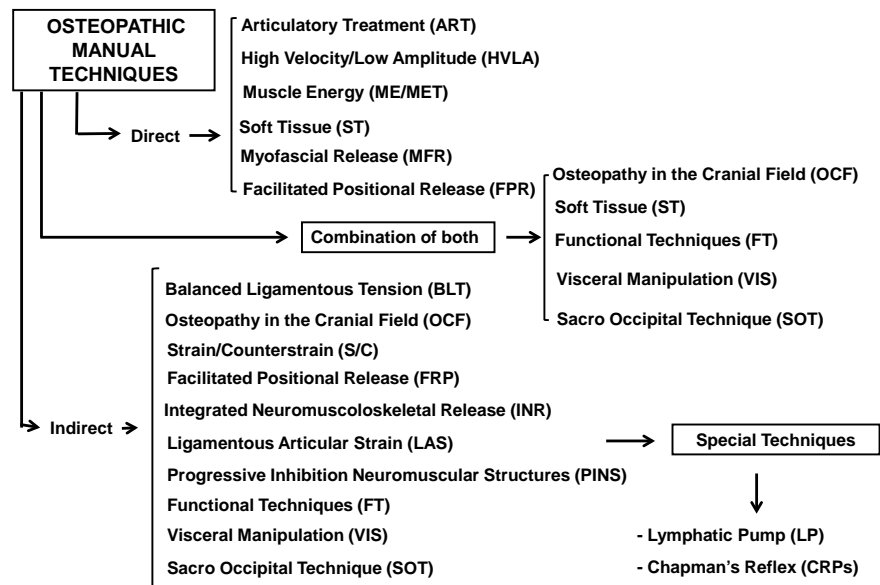 OSTEOPATHIC
MANUAL
TECHNIQUES
Direct
Articulatory Treatment (ART)
High Velocity/Low Amplitude (HVLA)
Muscle Energy (ME/MET)
Soft Tissue (ST)
Myofascial Release (MFR)
Facilitated Positional Release (FPR)
Combination of both
Osteopathy in the Cranial Field (OCF)
Soft Tissue (ST)
Functional Techniques (FT)
Visceral Manipulation (VIS)
Sacro Occipital Technique (SOT)
Indirect
Balanced Ligamentous Tension (BLT)
Osteopathy in the Cranial Field (OCF)
Strain/Counterstrain (S/C)
Facilitated Positional Release (FRP)
Integrated Neuromuscoloskeletal Release (INR)
Ligamentous Articular Strain (LAS)
Progressive Inhibition Neuromuscular Structures (PINS)
Functional Techniques (FT)
Visceral Manipulation (VIS)
Sacro Occipital Technique (SOT)
Special Techniques
- Lymphatic Pump (LP)
- Chapman's Reflex (CRPs)